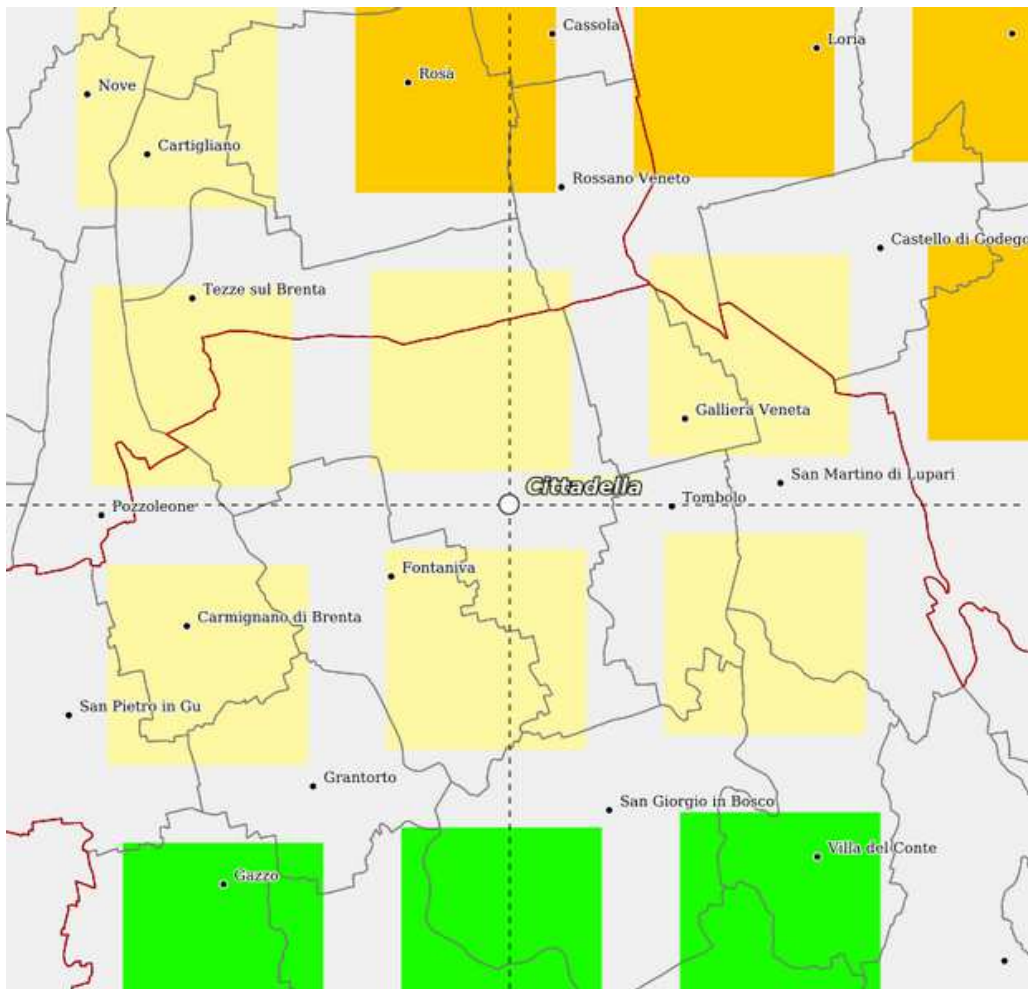 Cassola
Loria
Rosà
Nove
Cartigliano
Rossano Veneto
Castello di Godego
Tezze sul Brenta
Galliera Veneta
San Martino di Lupari
Cittadella
Tombolo
Pozzoleone
Fontaniva
Carmignano di Brenta
San Pietro in Gu
Grantorto
San Giorgio in Bosco
Villa del Conte
Gazzo